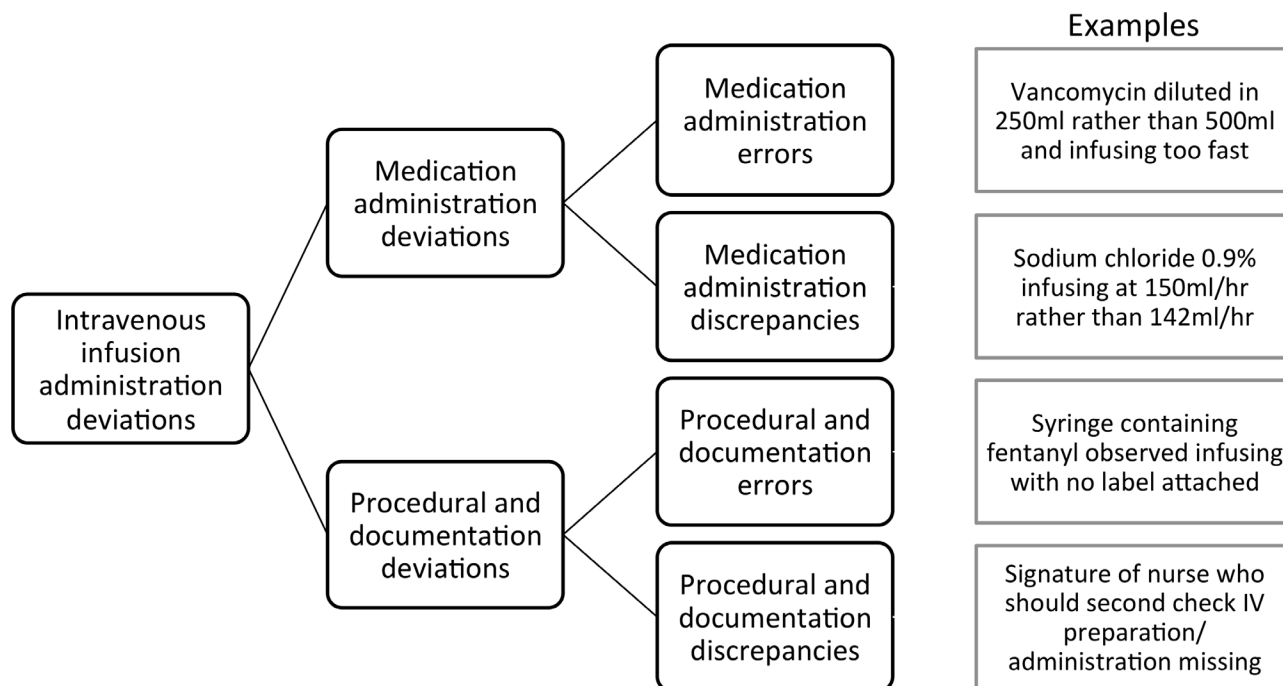 Examples
Intravenous
infusion
administration
deviations
Medication
administration
deviations
Medication
administration
errors
Vancomycin diluted in
250ml rather than 500ml
and infusing too fast
Medication
administration
discrepancies
Sodium chloride 0.9%
infusing at 150ml/hr
rather than 142ml/hr
Procedural and
documentation
deviations
Procedural and
documentation
errors
Syringe containing
fentanyl observed infusing
with no label attached
Procedural and
documentation
discrepancies
Signature of nurse who
should second check IV
preparation/
administration missing